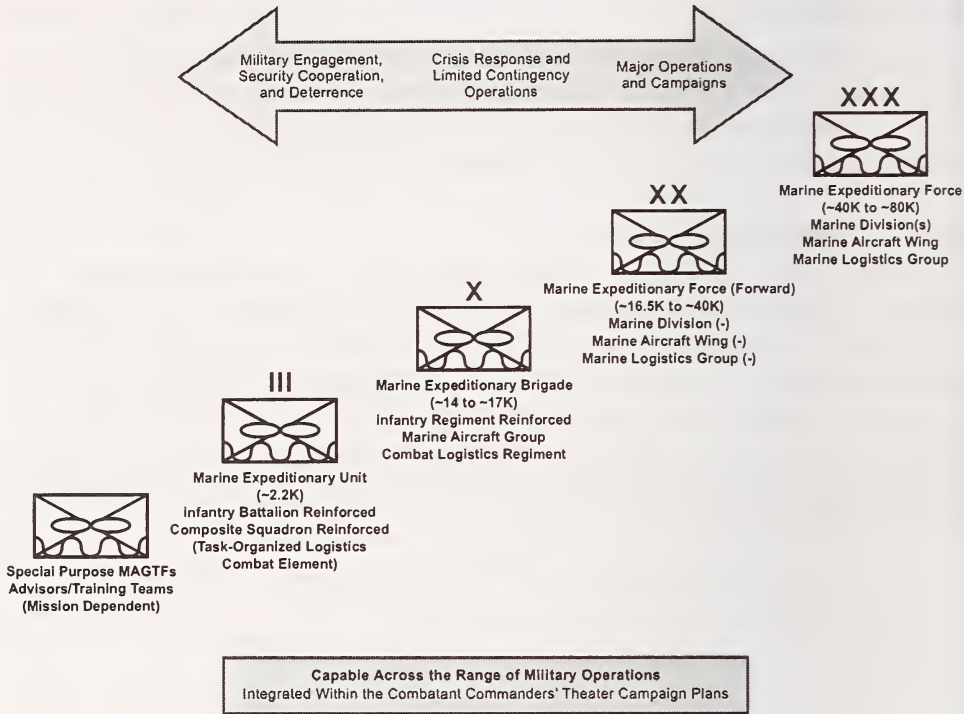 Military Engagement,
Security Cooperation,
and Deterrence
Crisis Response and
Limited Contingency
Operations
Major Operations
and Campaigns
XXX
Marine Expeditionary Force
(~40K to ~80K)
Marine Division(s)
Marine Aircraft Wing
Marine Logistics Group
XX
Marine Expeditionary Force (Forward)
(~16.5K to ~40K)
Marine Division (-)
Marine Aircraft Wing (-)
Marine Logistics Group (-)
X
Marine Expeditionary Brigade
(~14 to ~17K)
Infantry Regiment Reinforced
Marine Aircraft Group
Combat Logistics Regiment
III
Marine Expeditionary Unit
(~2.2K)
Infantry Battalion Reinforced
Composite Squadron Reinforced
(Task-Organized Logistics
Combat Element)
Special Purpose MAGTFs
Advisors/Training Teams
(Mission Dependent)
Capable Across the Range of Military Operations
Integrated Within the Combatant Commanders' Theater Campaign Plans